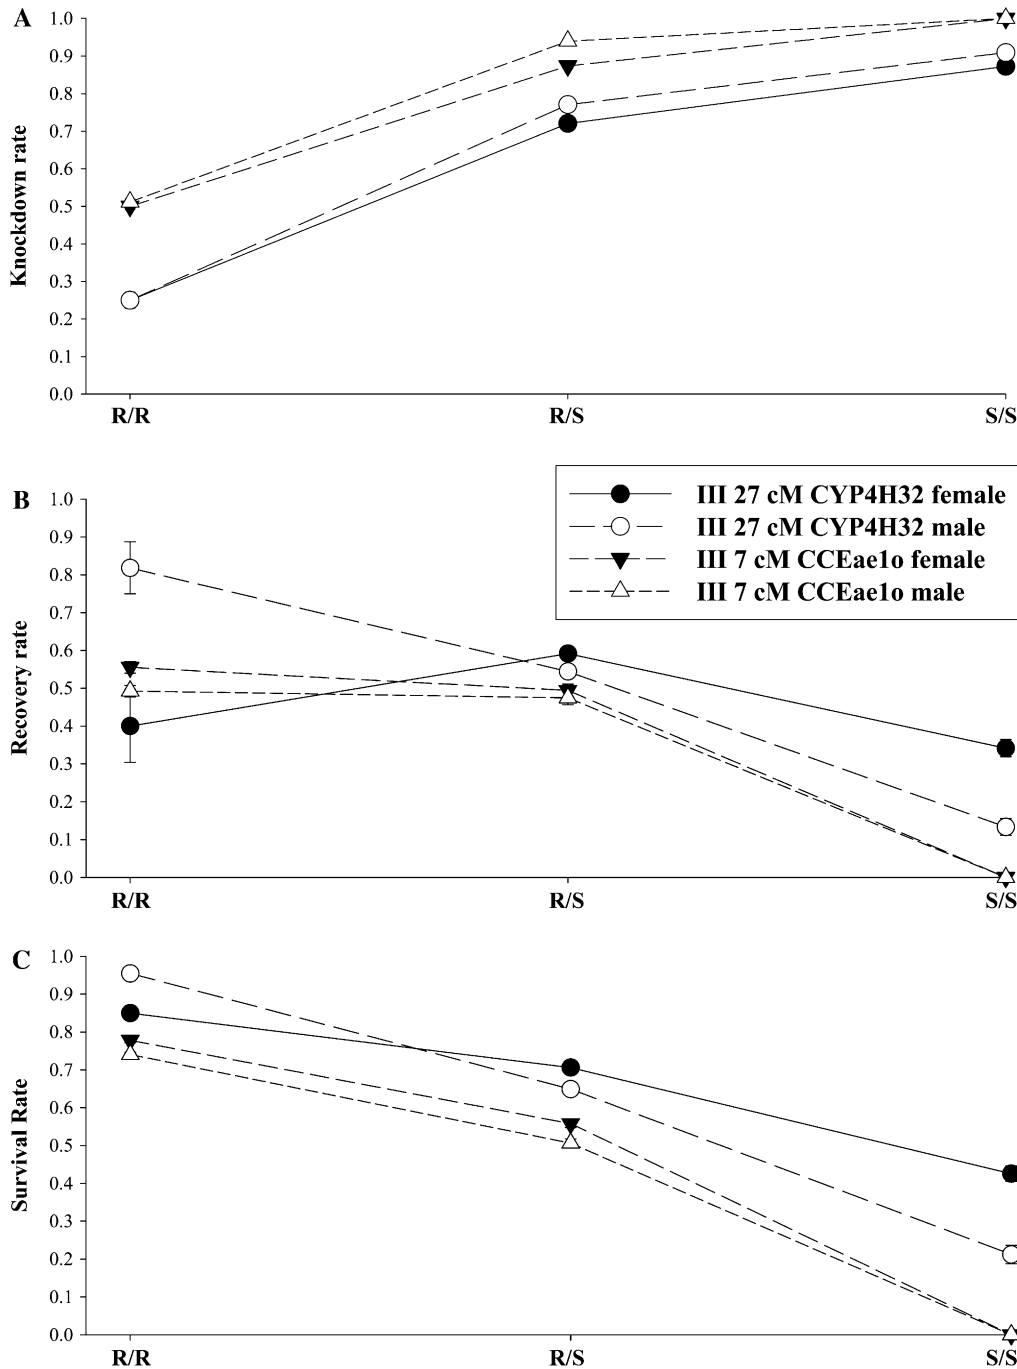 A
1.0
0.9
0.8
0.7
0.6
0.5
0.4
0.3
0.2
0.1
0.0
Knockdown rate
R/R R/S S/S
B
1.0
0.9
0.8
0.7
0.6
0.5
0.4
0.3
0.2
0.1
0.0
Recovery rate
III 27 cM CYP4H32 female
III 27 cM CYP4H32 male
III 7 cM CCEae1o female
III 7 cM CCEae1o male
R/R R/S S/S
C
1.0
0.9
0.8
0.7
0.6
0.5
0.4
0.3
0.2
0.1
0.0
Survival Rate
R/R R/S S/S